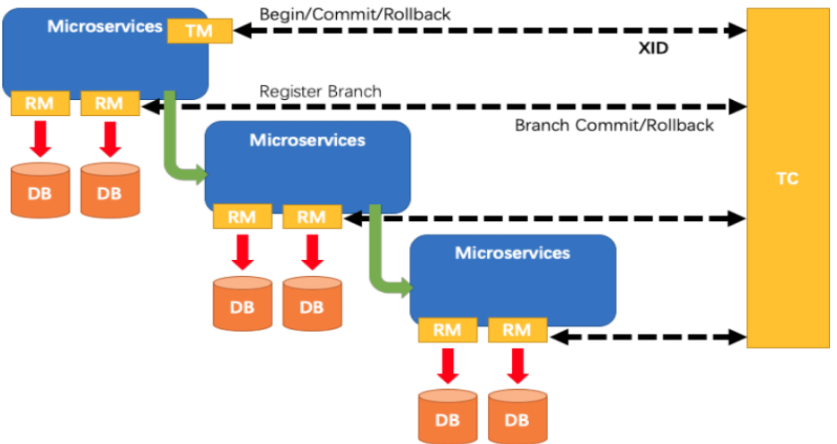 Begin/Commit/Rollback
Microservices
TM
XID
RM
RM
Register Branch
Branch Commit/Rollback
Microservices
DB
DB
TC
RM
RM
Microservices
DB
DB
RM
RM
DB
DB